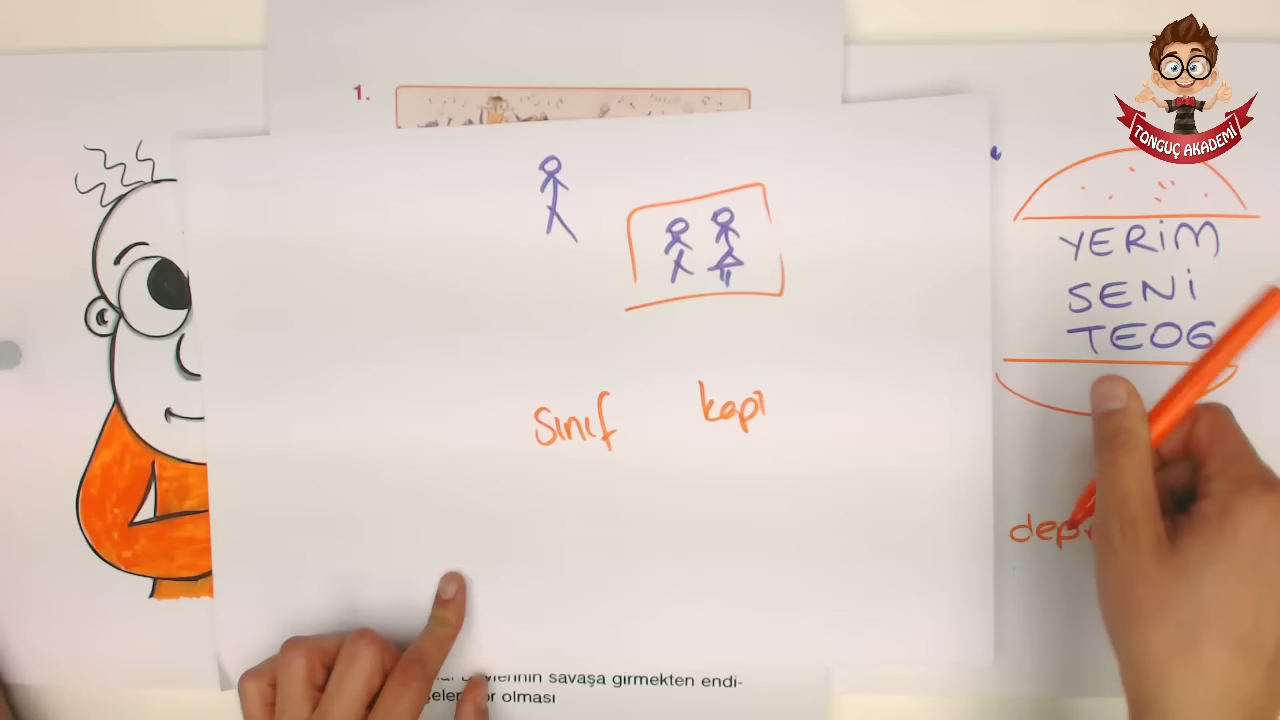 1.
TONGUÇ AKADEMİ
YERİM
SENİ
TEOG
sınıf kapı
savaşa girmekten endi-
olması